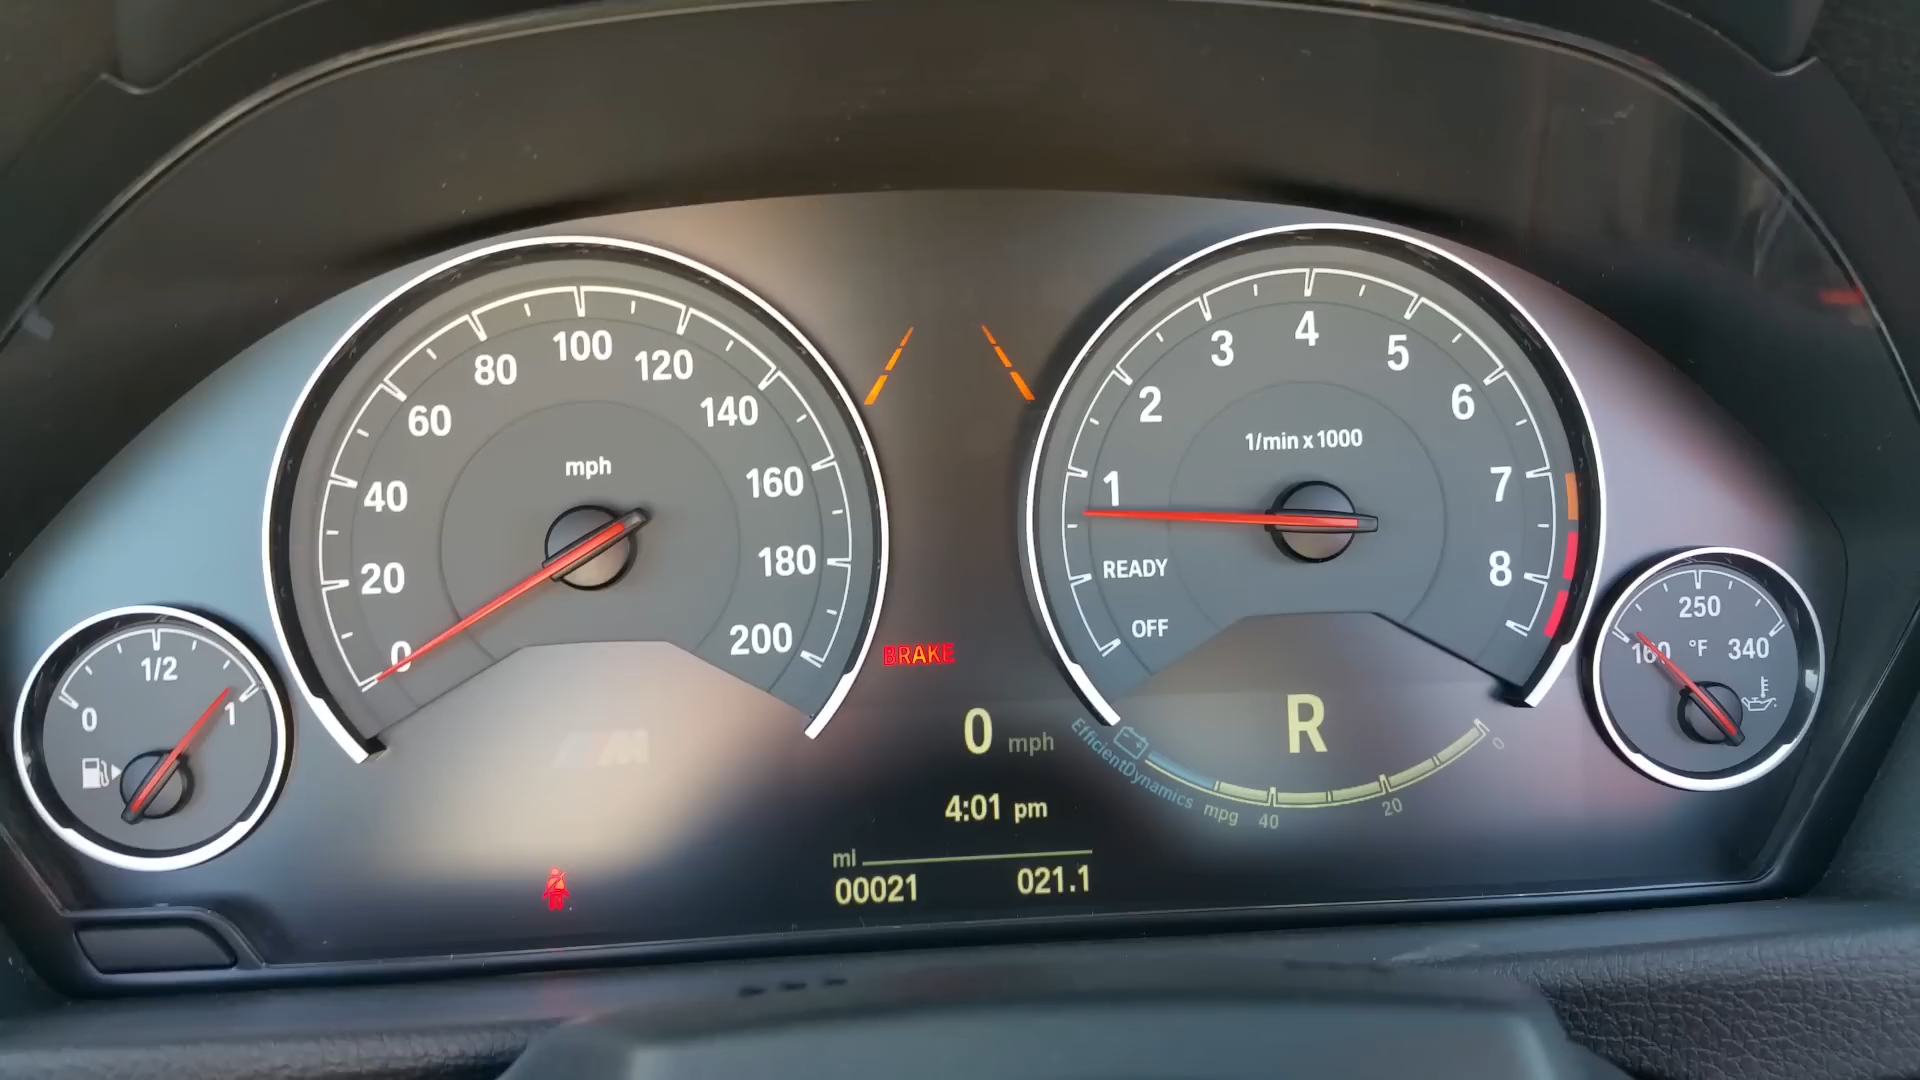 0
20
40
60
80
100
120
140
160
180
200
mph
0
1/2
1
BRAKE
M
0 mph
4:01 pm
ml
00021 021.1
OFF
READY
1
2
3
4
5
6
7
8
1/min x 1000
R
EfficientDynamics mpg 40 20 0
160 250 340
°F